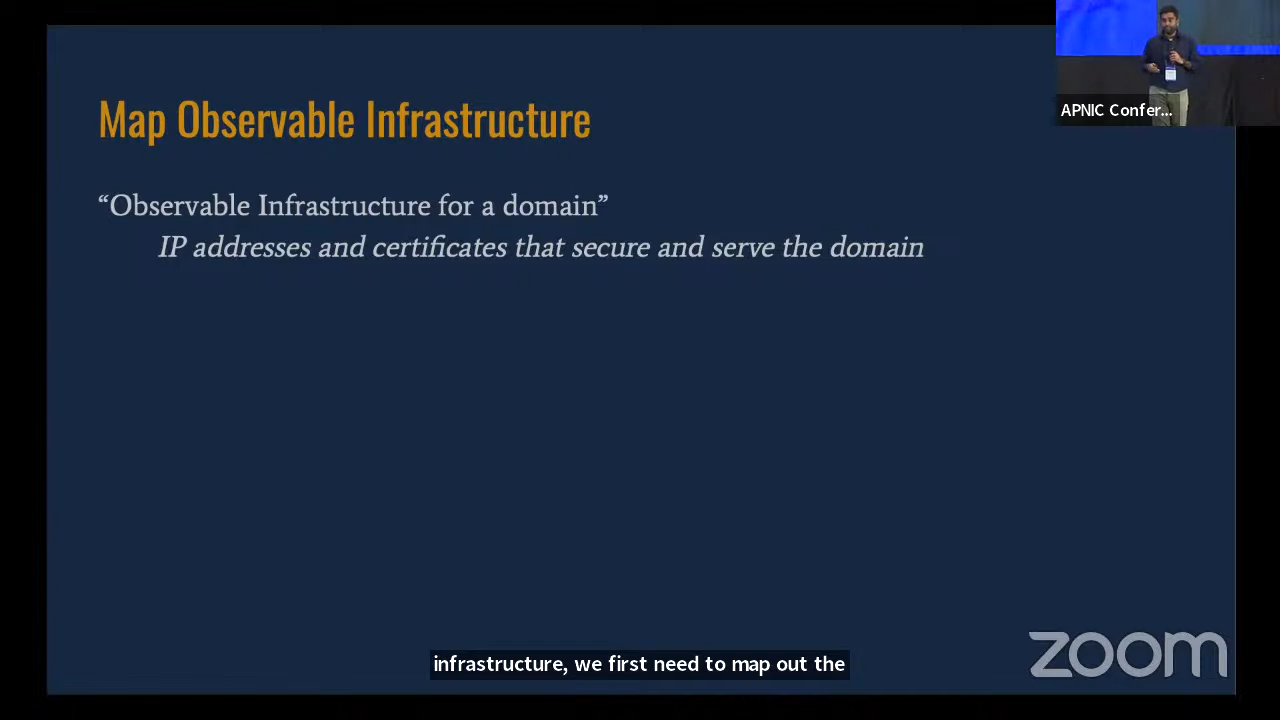 Map Observable Infrastructure
“Observable Infrastructure for a domain”
IP addresses and certificates that secure and serve the domain
APNIC Confer...
infrastructure, we first need to map out the
zoom